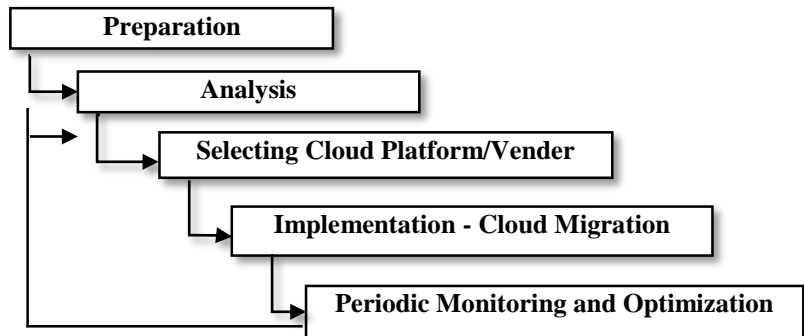 Preparation
Analysis
Selecting Cloud Platform/Vender
Implementation - Cloud Migration
Periodic Monitoring and Optimization